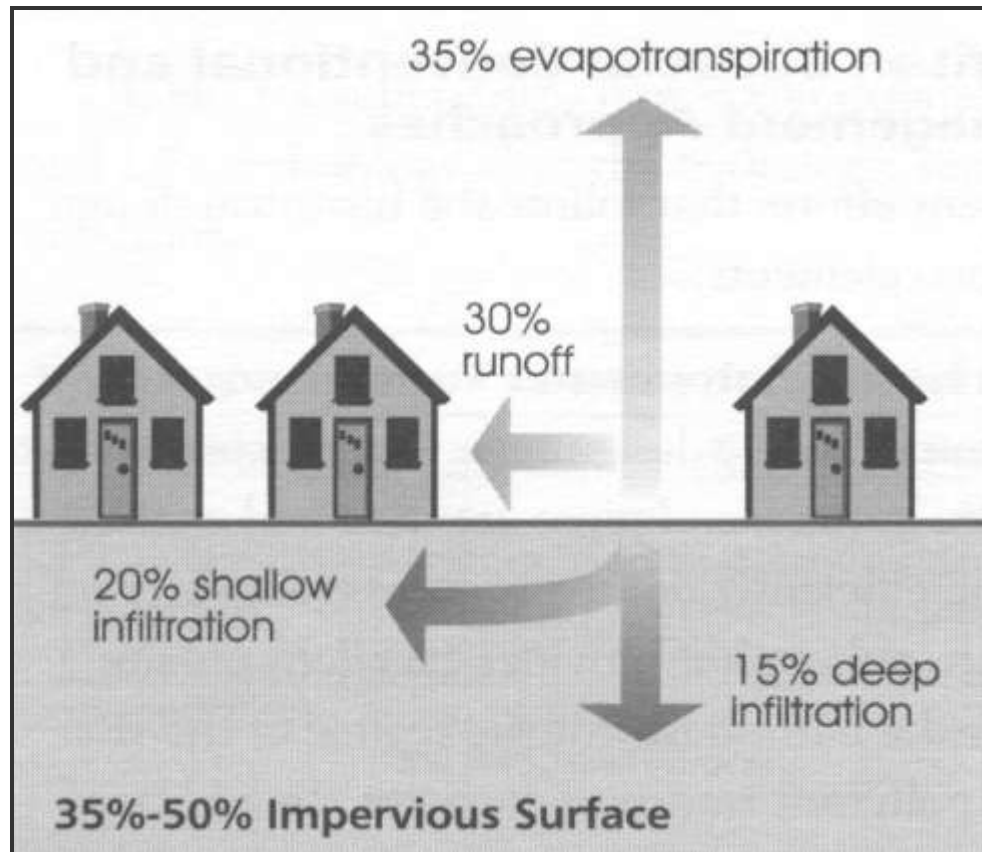 35% evapotranspiration
30%
runoff
20% shallow
infiltration
15% deep
infiltration
35%-50% Impervious Surface